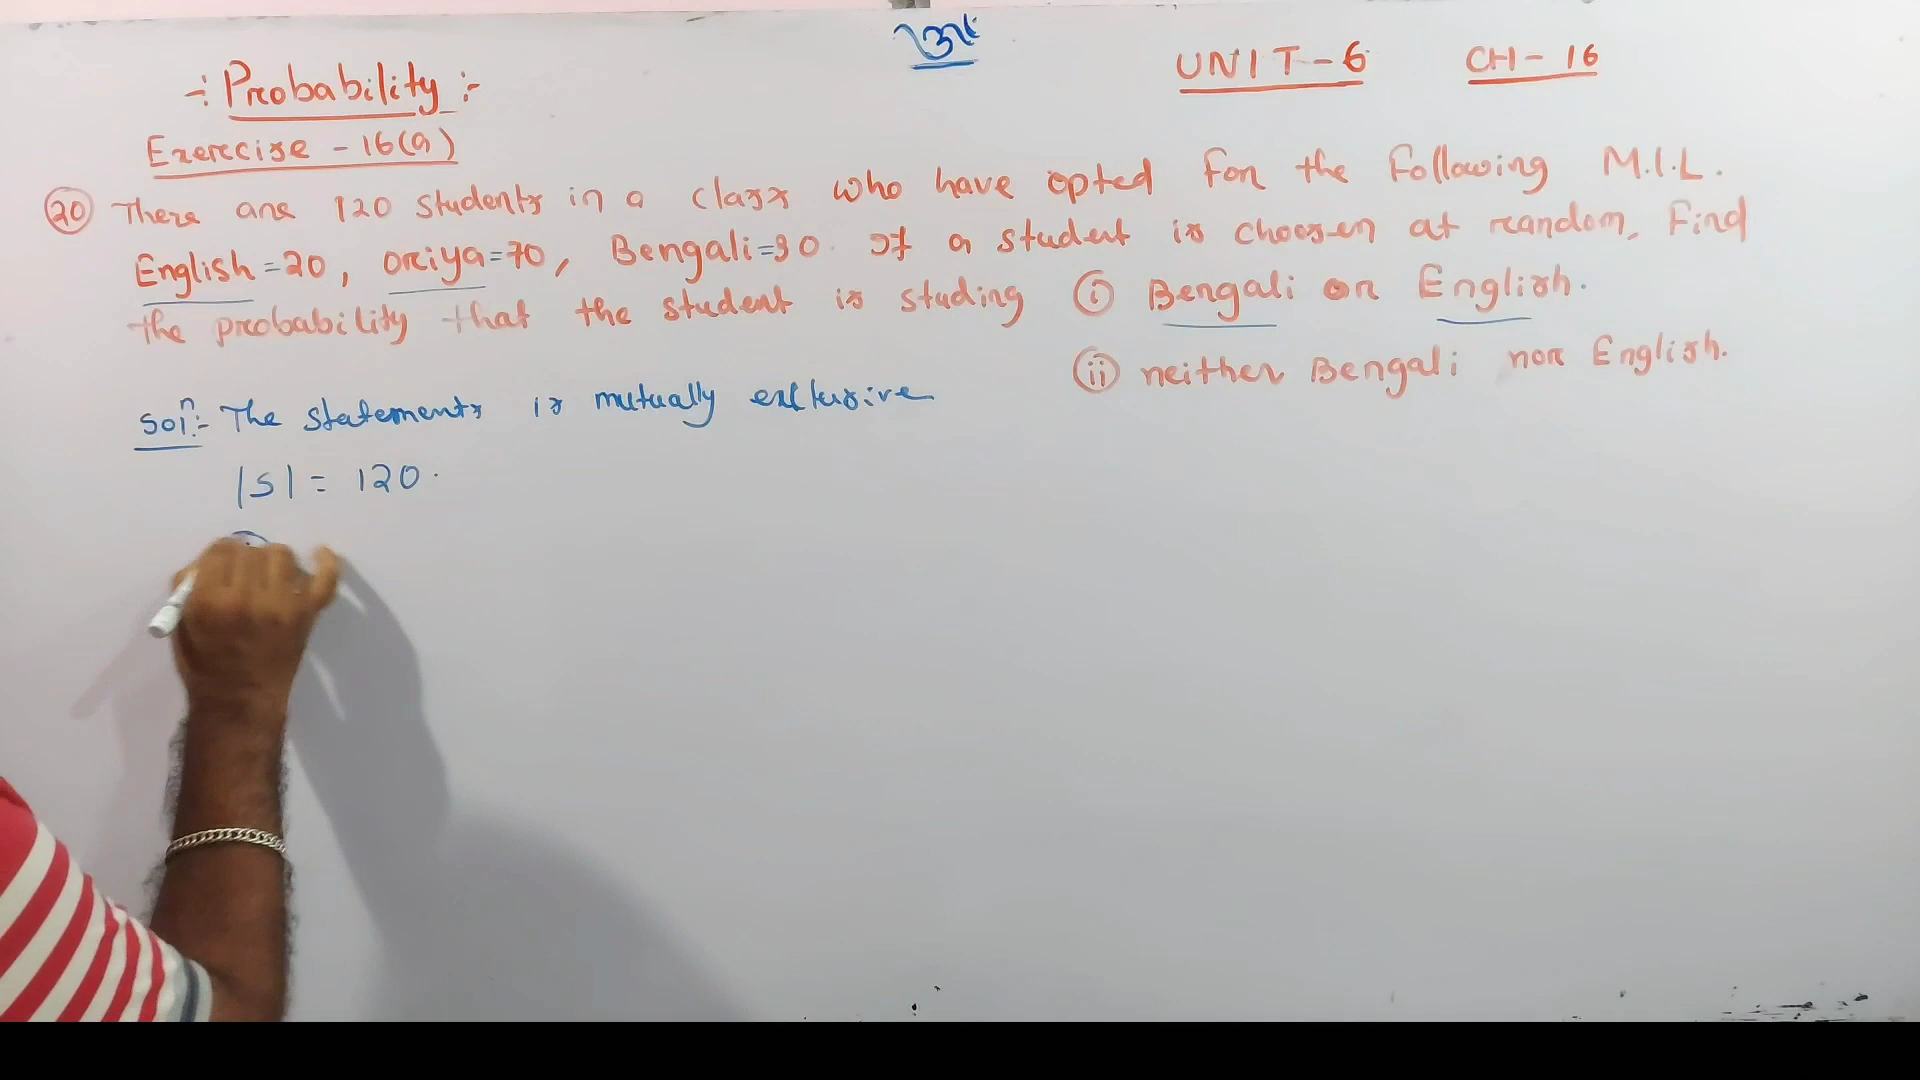 UNIT-6 CH-16
-: Probability :-
Exercise - 16(a)
20 There are 120 students in a class who have opted for the following M.I.L.
English=20, oriya=70, Bengali=30. If a student is choosen at random, Find
the probability that the student is studing (i) Bengali or English.
(ii) neither Bengali nor English.
Solⁿ:- The statements is mutually exclusive
|S| = 120.